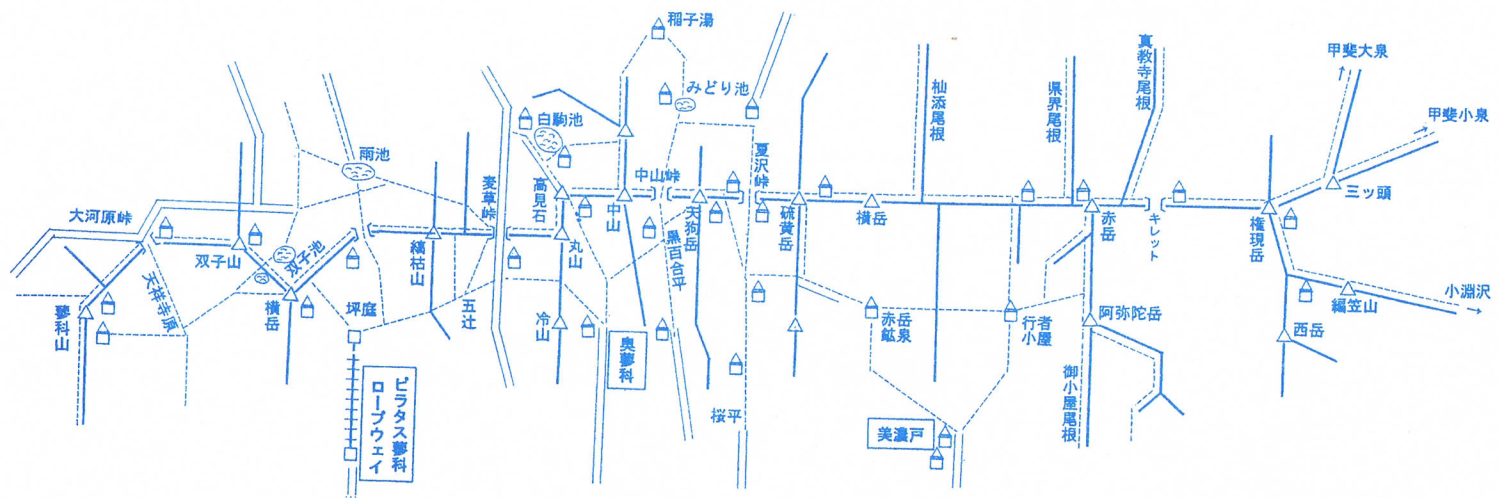 稲子湯
みどり池
白駒池
雨池
中山峠
夏沢峠
麦草峠
高見石
大河原峠
双子山
双子池
天祥寺原
蓼科山
横岳
坪庭
縞枯山
五辻
丸山
冷山
中山
黒百合平
天狗岳
硫黄岳
横岳
杣添尾根
県界尾根
真教寺尾根
甲斐大泉
甲斐小泉
三ッ頭
赤岳
キレット
権現岳
小淵沢
編笠山
西岳
阿弥陀岳
御小屋尾根
行者
小屋
赤岳
鉱泉
美濃戸
桜平
奥蓼科
ピラタス蓼科
ロープウェイ